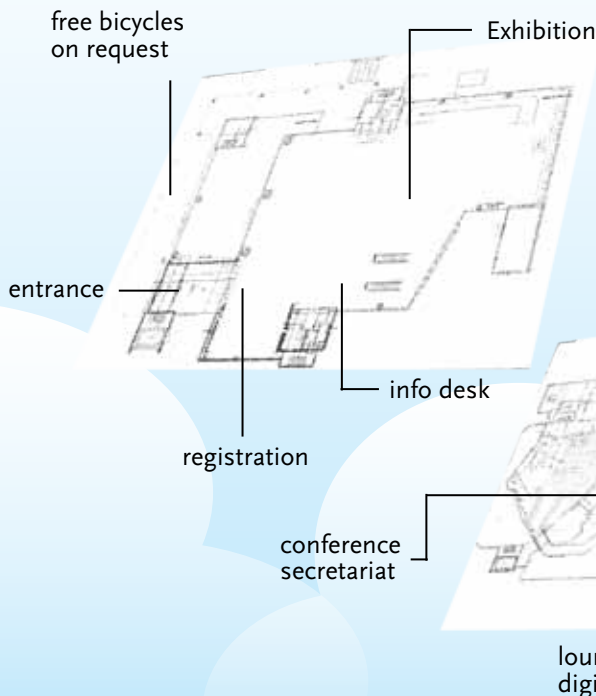 free bicycles
on request
Exhibition
entrance
info desk
registration
conference
secretariat